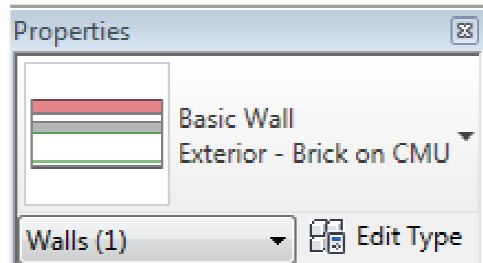 Properties
Basic Wall
Exterior - Brick on CMU
Walls (1)
Edit Type